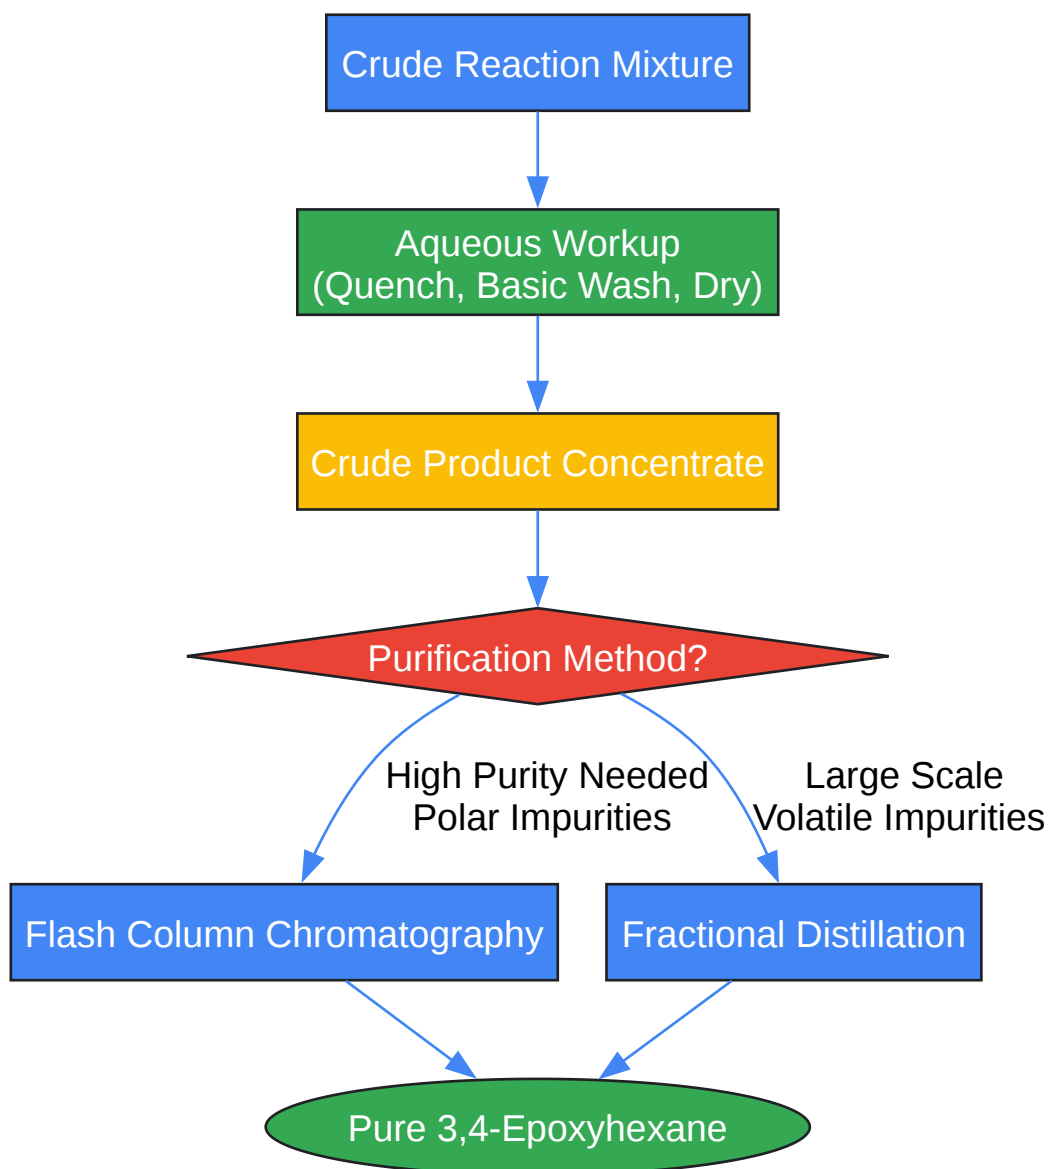 Crude Reaction Mixture
Aqueous Workup
(Quench, Basic Wash, Dry)
Crude Product Concentrate
Purification Method?
High Purity Needed
Polar Impurities
Large Scale
Volatile Impurities
Flash Column Chromatography
Fractional Distillation
Pure 3,4-Epoxyhexane